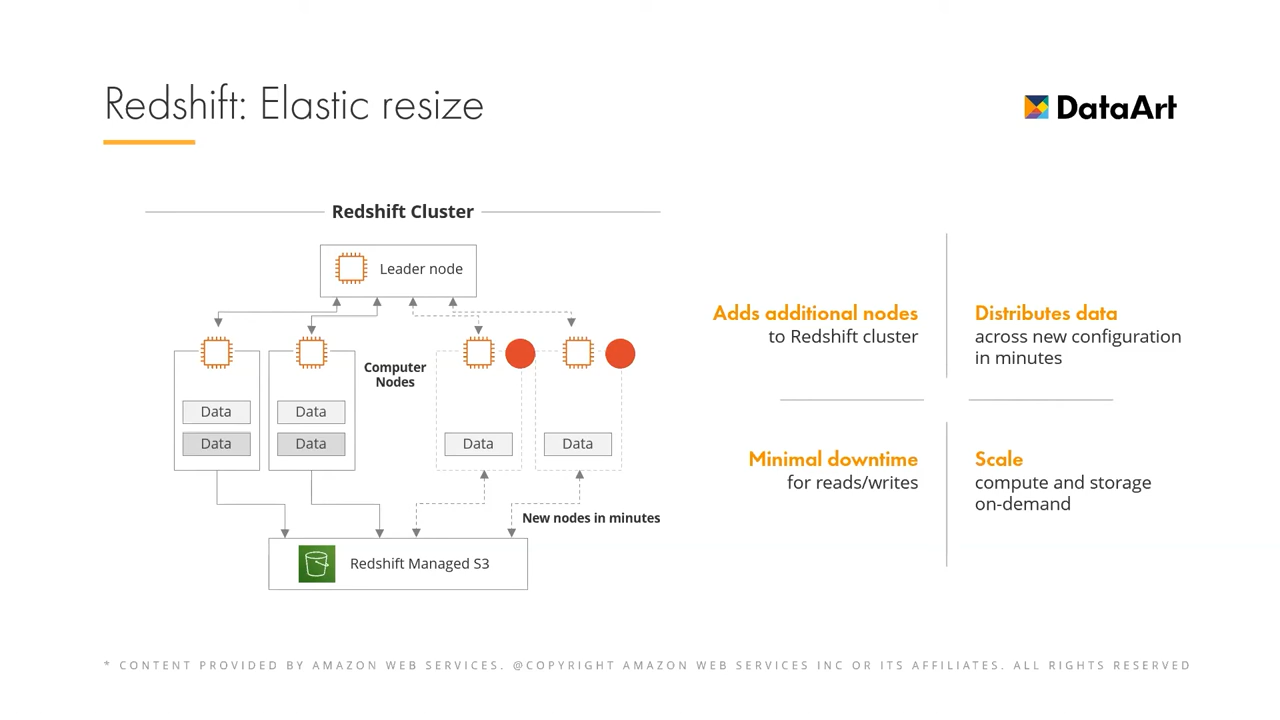 Redshift: Elastic resize
DataArt
Redshift Cluster
Leader node
Computer
Nodes
Data
Data
Data
Data
Data
Data
New nodes in minutes
Redshift Managed S3
Adds additional nodes
to Redshift cluster
Distributes data
across new configuration
in minutes
Minimal downtime
for reads/writes
Scale
compute and storage
on-demand
* CONTENT PROVIDED BY AMAZON WEB SERVICES. @COPYRIGHT AMAZON WEB SERVICES INC OR ITS AFFILIATES. ALL RIGHTS RESERVED